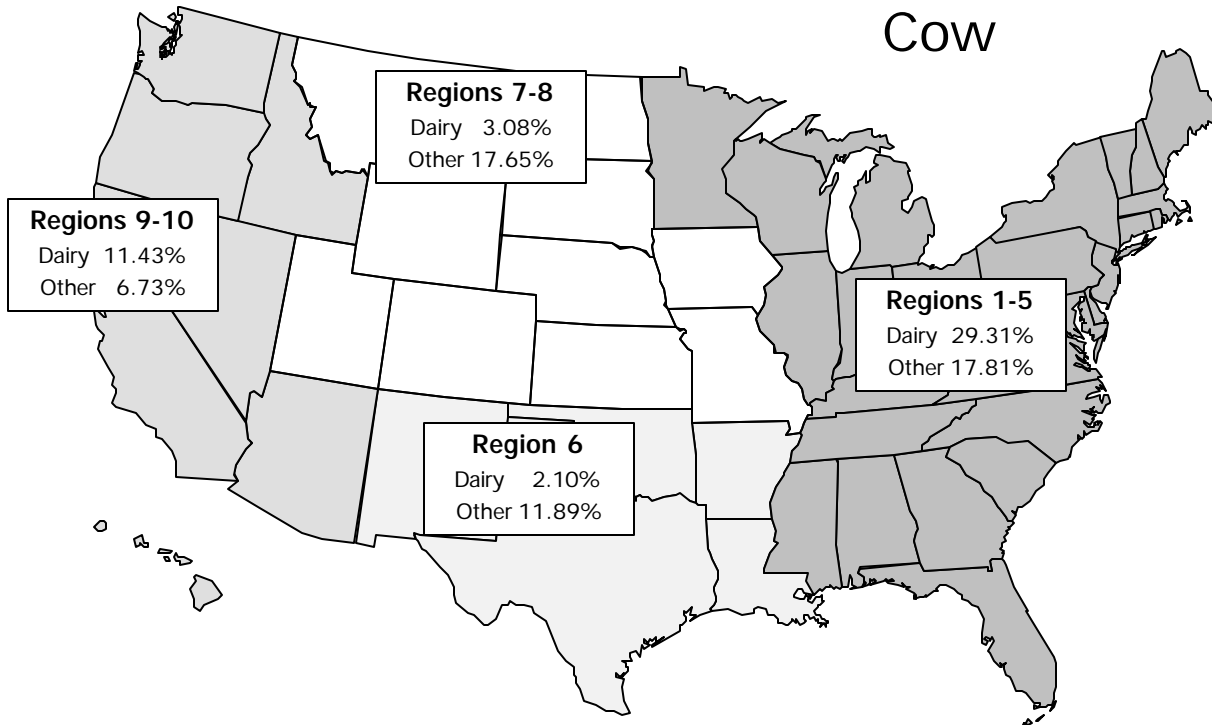 Cow
Regions 7-8
Dairy 3.08%
Other 17.65%
Regions 9-10
Dairy 11.43%
Other 6.73%
Regions 1-5
Dairy 29.31%
Other 17.81%
Region 6
Dairy 2.10%
Other 11.89%